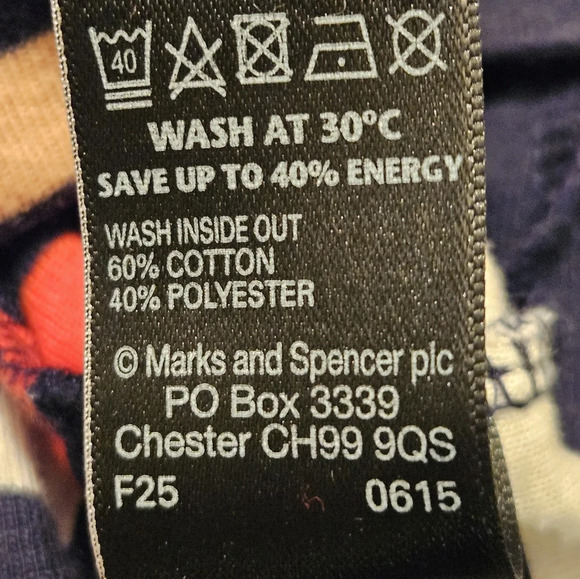 40
WASH AT 30°C
SAVE UP TO 40% ENERGY
WASH INSIDE OUT
60% COTTON
40% POLYESTER
© Marks and Spencer plc
PO Box 3339
Chester CH99 9QS
F25 0615